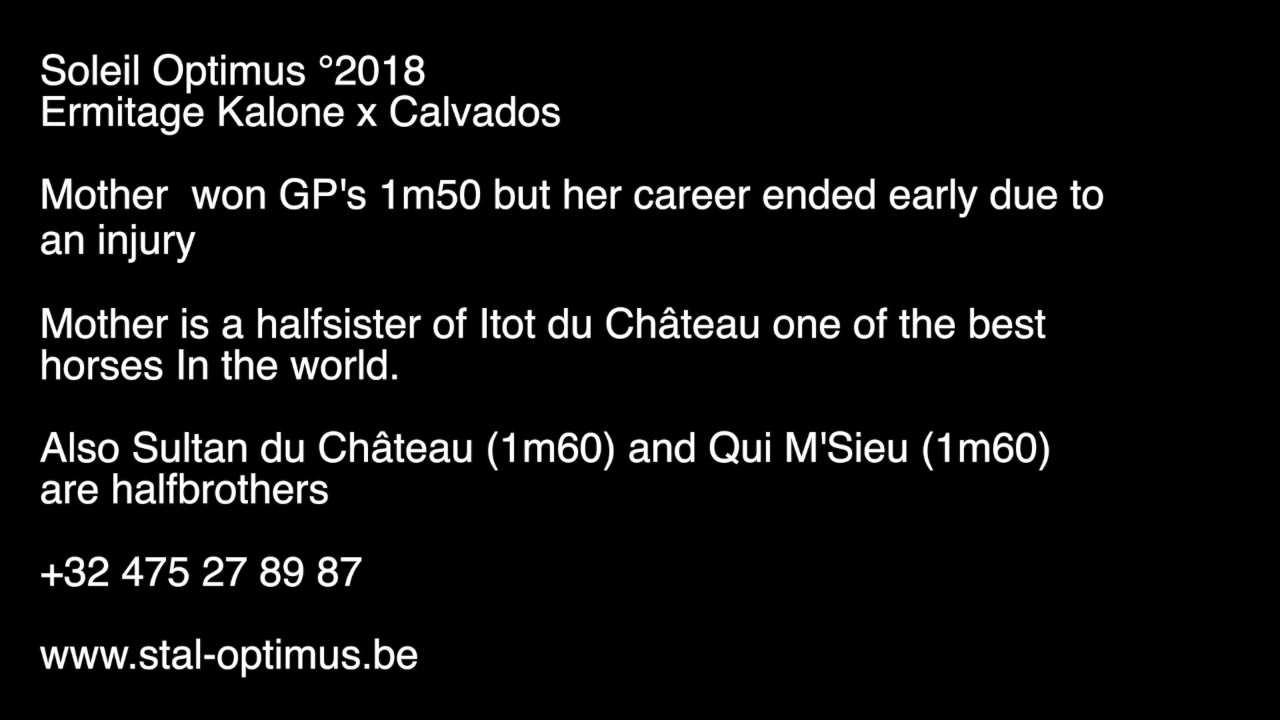 Soleil Optimus °2018
Ermitage Kalone x Calvados
Mother  won GP's 1m50 but her career ended early due to
an injury
Mother is a halfsister of Itot du Château one of the best
horses In the world.
Also Sultan du Château (1m60) and Qui M'Sieu (1m60)
are halfbrothers
+32 475 27 89 87
www.stal-optimus.be